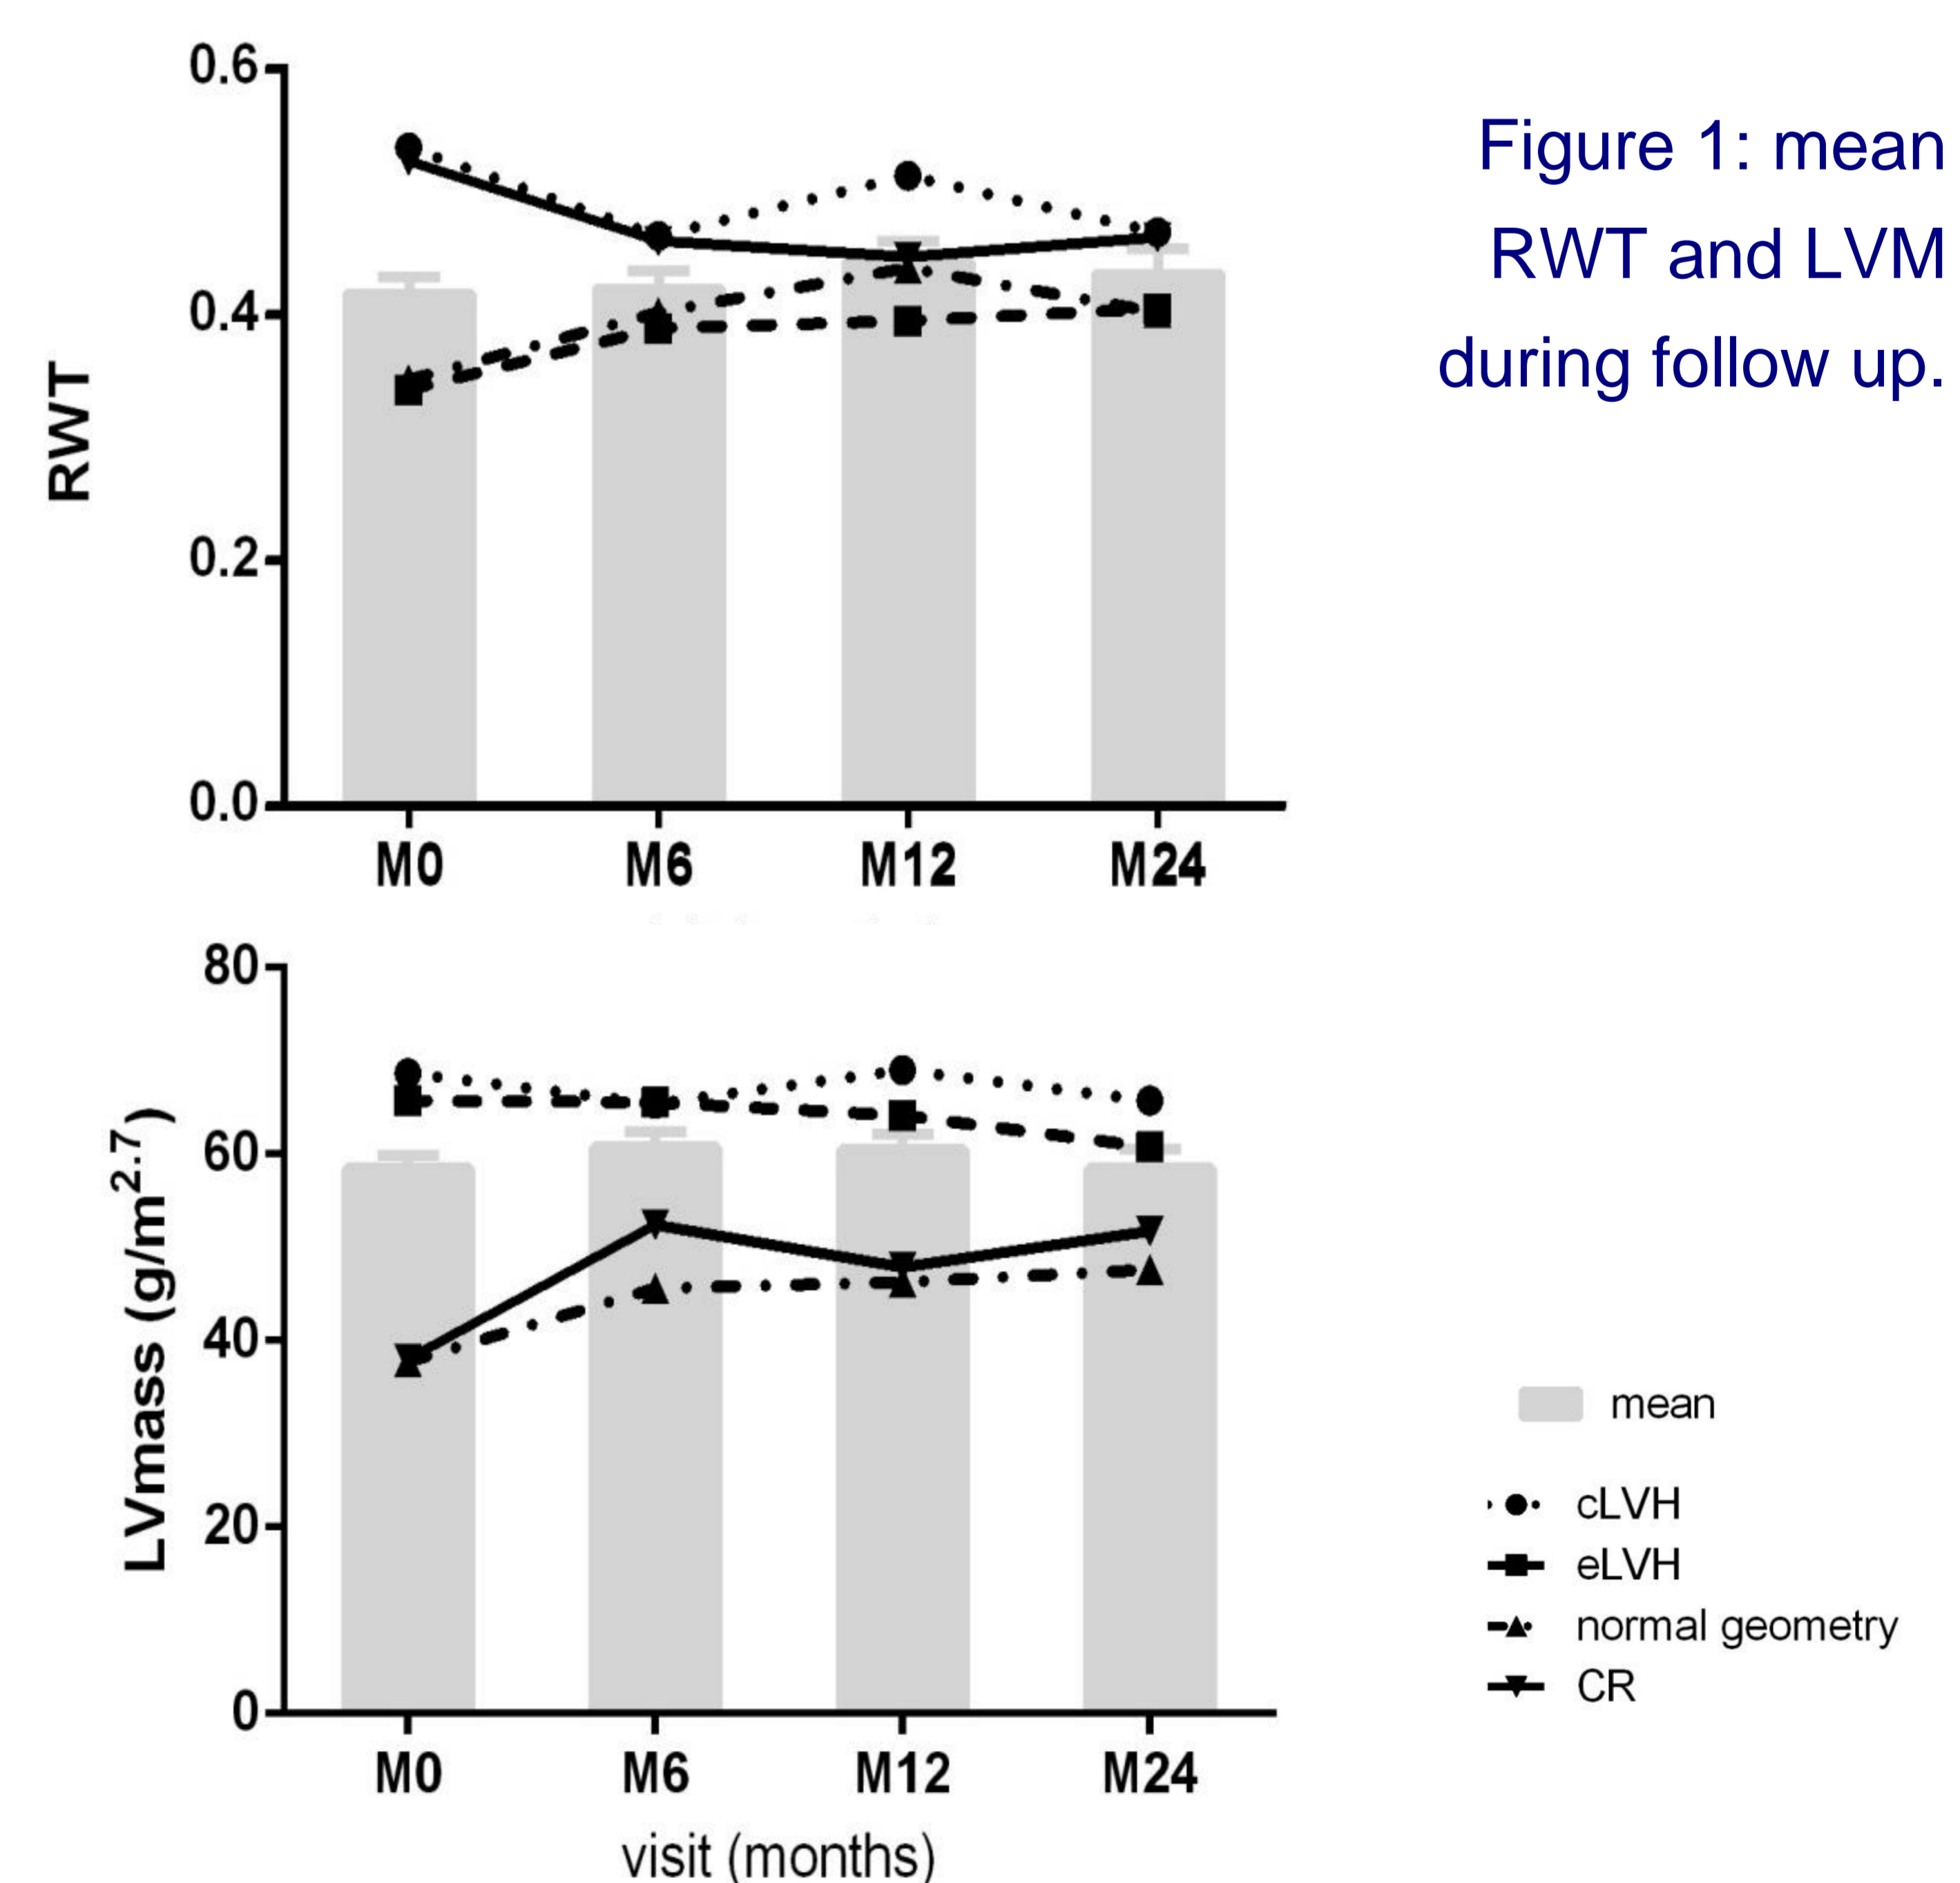 0.6
0.4
0.2
0.0
RWT
M0 M6 M12 M24
Figure 1: mean
RWT and LVM
during follow up.
80
60
40
20
0
LVmass (g/m2.7)
M0 M6 M12 M24
visit (months)
mean
cLVH
eLVH
normal geometry
CR